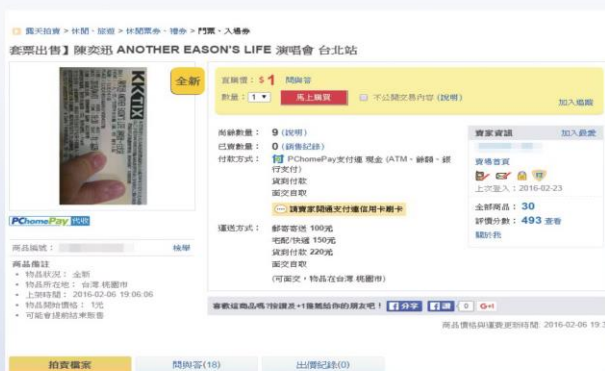 露天拍賣 > 休閒、旅遊 > 休閒票券、禮券 > 門票、入場券
套票出售】陳奕迅 ANOTHER EASON'S LIFE 演唱會 台北站
KKTIX
全新
直購價：$1 問與答
數量：1 馬上購買 不公開交易內容 (說明)
加入追蹤
尚餘數量： 9 (說明)
已賣數量： 0 (銷售紀錄)
付款方式： PChomePay支付連 現金 (ATM、餘額、銀行支付)
貨到付款
面交自取
請賣家開通支付連信用卡刷卡
運送方式： 郵寄寄送 100元
宅配/快遞 150元
貨到付款 220元
面交自取
(可面交，物品在台灣.桃園市)
賣家資訊 加入最愛
賣場首頁
上次登入：2016-02-23
全部商品： 30
評價分數： 493 查看
關於我
PChomePay
商品編號：
檢舉
商品備註
物品狀況： 全新
物品所在地： 台灣.桃園市
上架時間： 2016-02-06 19:06:06
物品開始價格： 1元
可能會提前結束販售
喜歡這商品嗎?按讚及+1推薦給你的朋友吧！ 分享 讚 0 G+1
商品價格與運費更新時間: 2016-02-06 19:3
拍賣檔案 問與答(18) 出價紀錄(0)